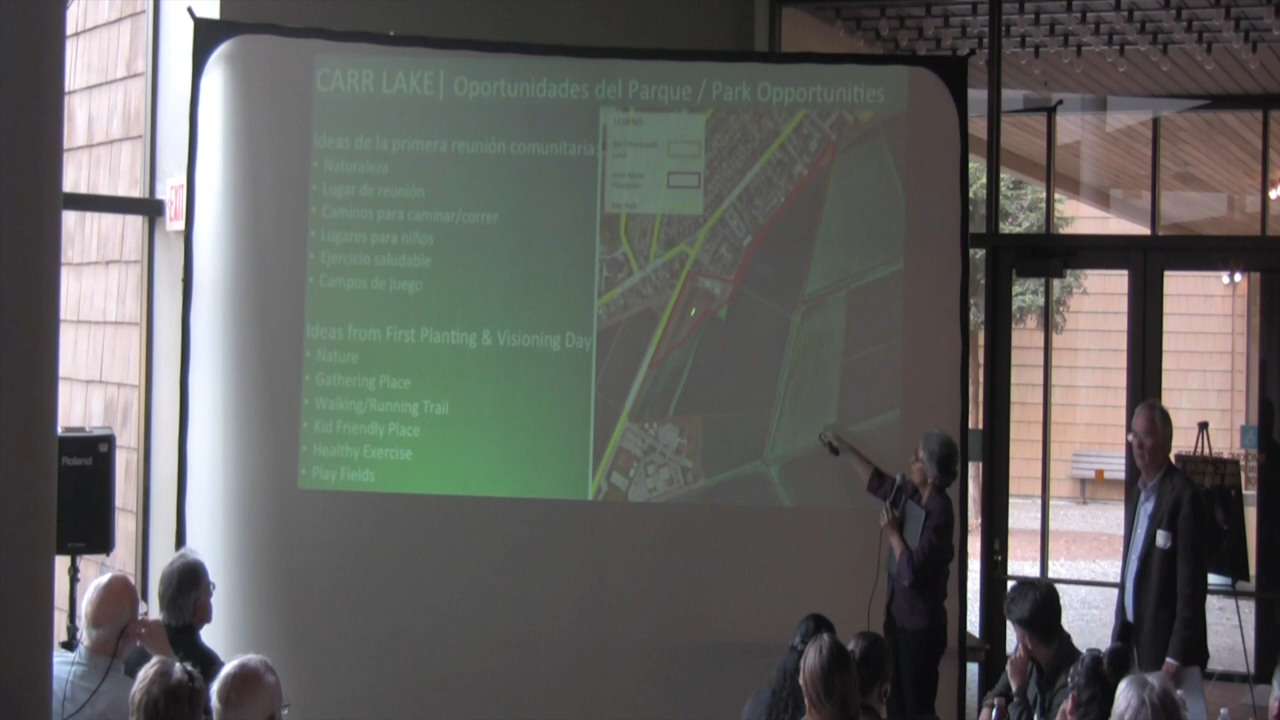 CARR LAKE| Oportunidades del Parque / Park Opportunities
Ideas de la primera reunión comunitaria:
• Naturaleza
• Lugar de reunión
• Caminos para caminar/correr
• Lugares para niños
• Ejercicio saludable
• Campos de juego
Ideas from First Planting & Visioning Day
• Nature
• Gathering Place
• Walking/Running Trail
• Kid Friendly Place
• Healthy Exercise
• Play Fields
EXIT
Roland